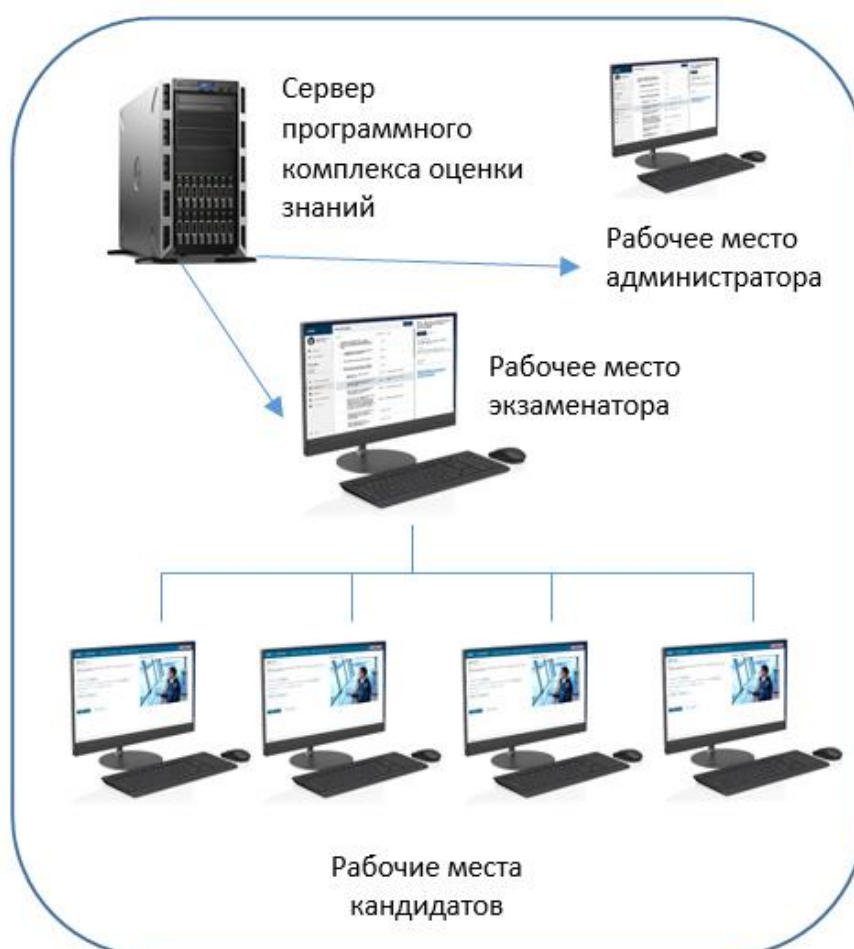 Сервер
программного
комплекса оценки
знаний
Рабочее место
администратора
Рабочее место
экзаменатора
Рабочие места
кандидатов